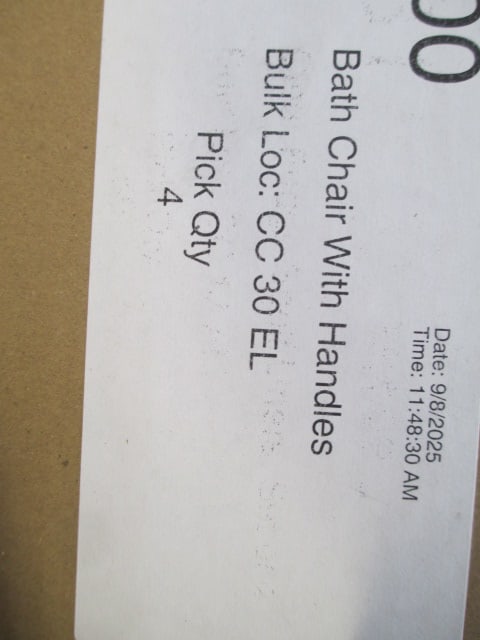 00
Date: 9/8/2025
Time: 11:48:30 AM
Bath Chair With Handles
Bulk Loc: CC 30 EL
Pick Qty
4